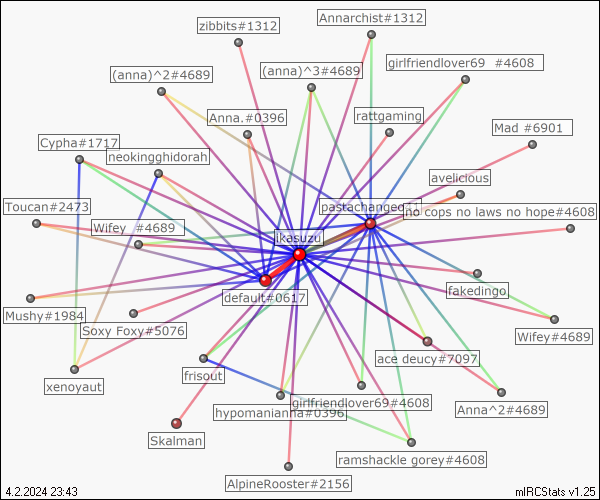 Annarchist#1312
zibbits#1312
girlfriendlover69 #4608
(anna)^2#4689
(anna)^3#4689
Anna.#0396
rattgaming
Mad #6901
Cypha#1717
neokingghidorah
avelicious
Toucan#2473
pastachanged11
no cops no laws no hope#4608
Wifey #4689
ikasuzu
default#0617
fakedingo
Mushy#1984
Soxy Foxy#5076
Wifey#4689
ace deucy#7097
xenoyaut
frisout
girlfriendlover69#4608
hypomanianna#0396
Anna^2#4689
Skalman
ramshackle gorey#4608
AlpineRooster#2156
4.2.2024 23:43
mIRCStats v1.25